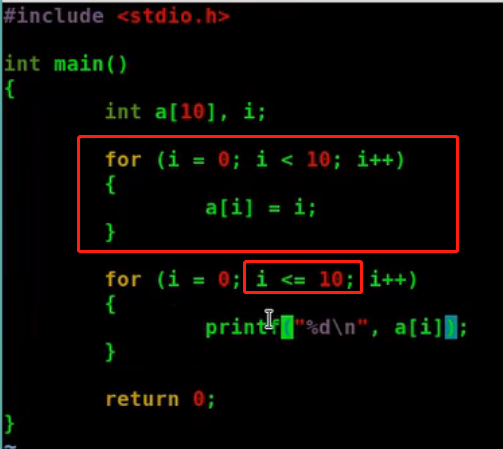 #include <stdio.h>
int main()
{
int a[10], i;
for (i = 0; i < 10; i++)
{
a[i] = i;
}
for (i = 0; i <= 10; i++)
{
printf("%d\n", a[i]);
}
return 0;
}
~